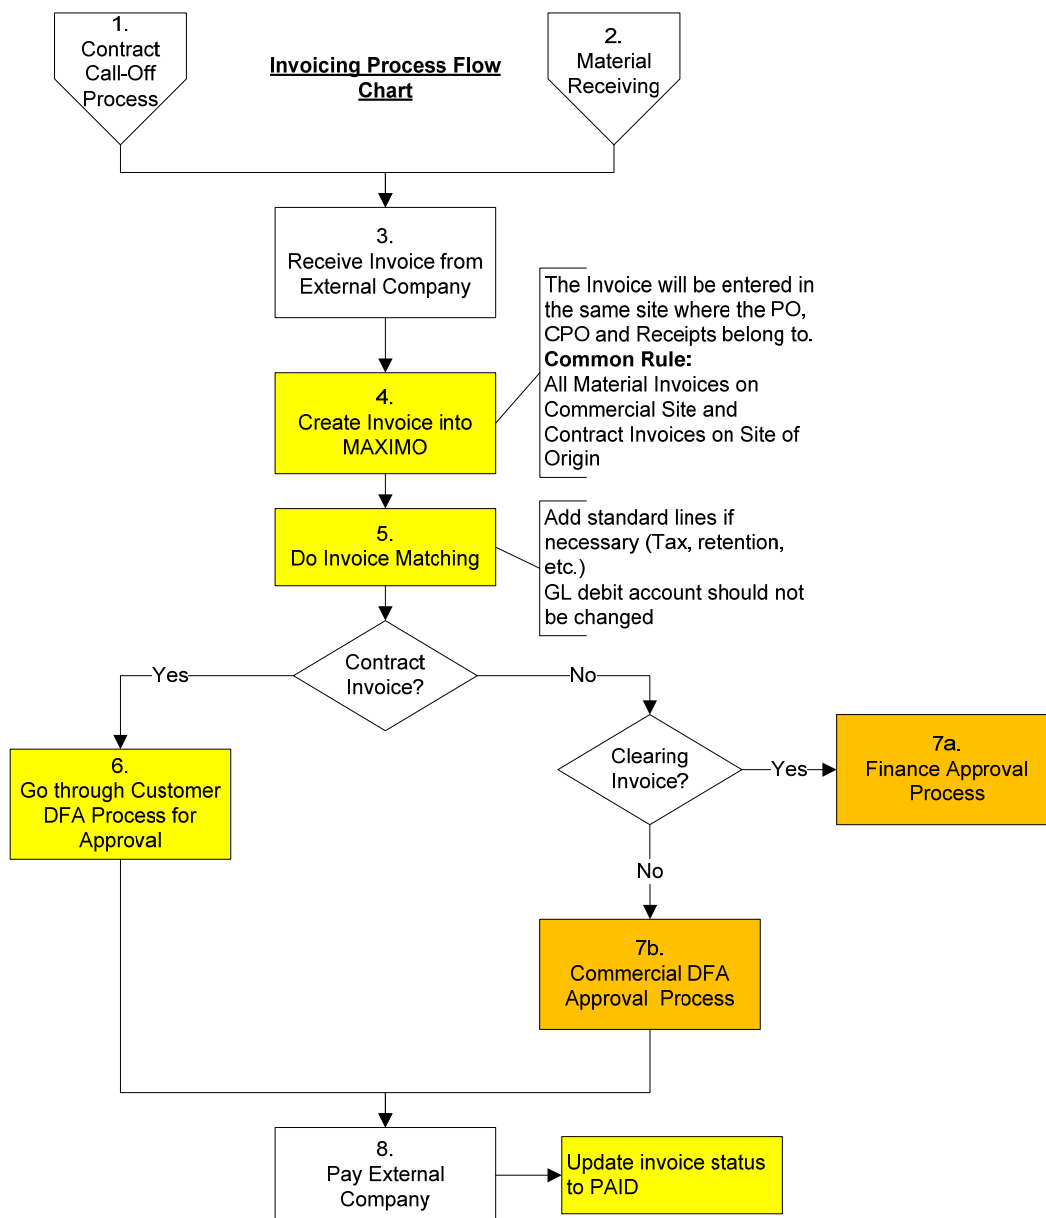 1.
Contract
Call-Off
Process
Invoicing Process Flow
Chart
2.
Material
Receiving
3.
Receive Invoice from
External Company
The Invoice will be entered in
the same site where the PO,
CPO and Receipts belong to.
Common Rule:
All Material Invoices on
Commercial Site and
Contract Invoices on Site of
Origin
4.
Create Invoice into
MAXIMO
5.
Do Invoice Matching
Add standard lines if
necessary (Tax, retention,
etc.)
GL debit account should not
be changed
Contract
Invoice?
Yes
No
6.
Go through Customer
DFA Process for
Approval
Clearing
Invoice?
Yes
7a.
Finance Approval
Process
No
7b.
Commercial DFA
Approval Process
8.
Pay External
Company
Update invoice status
to PAID